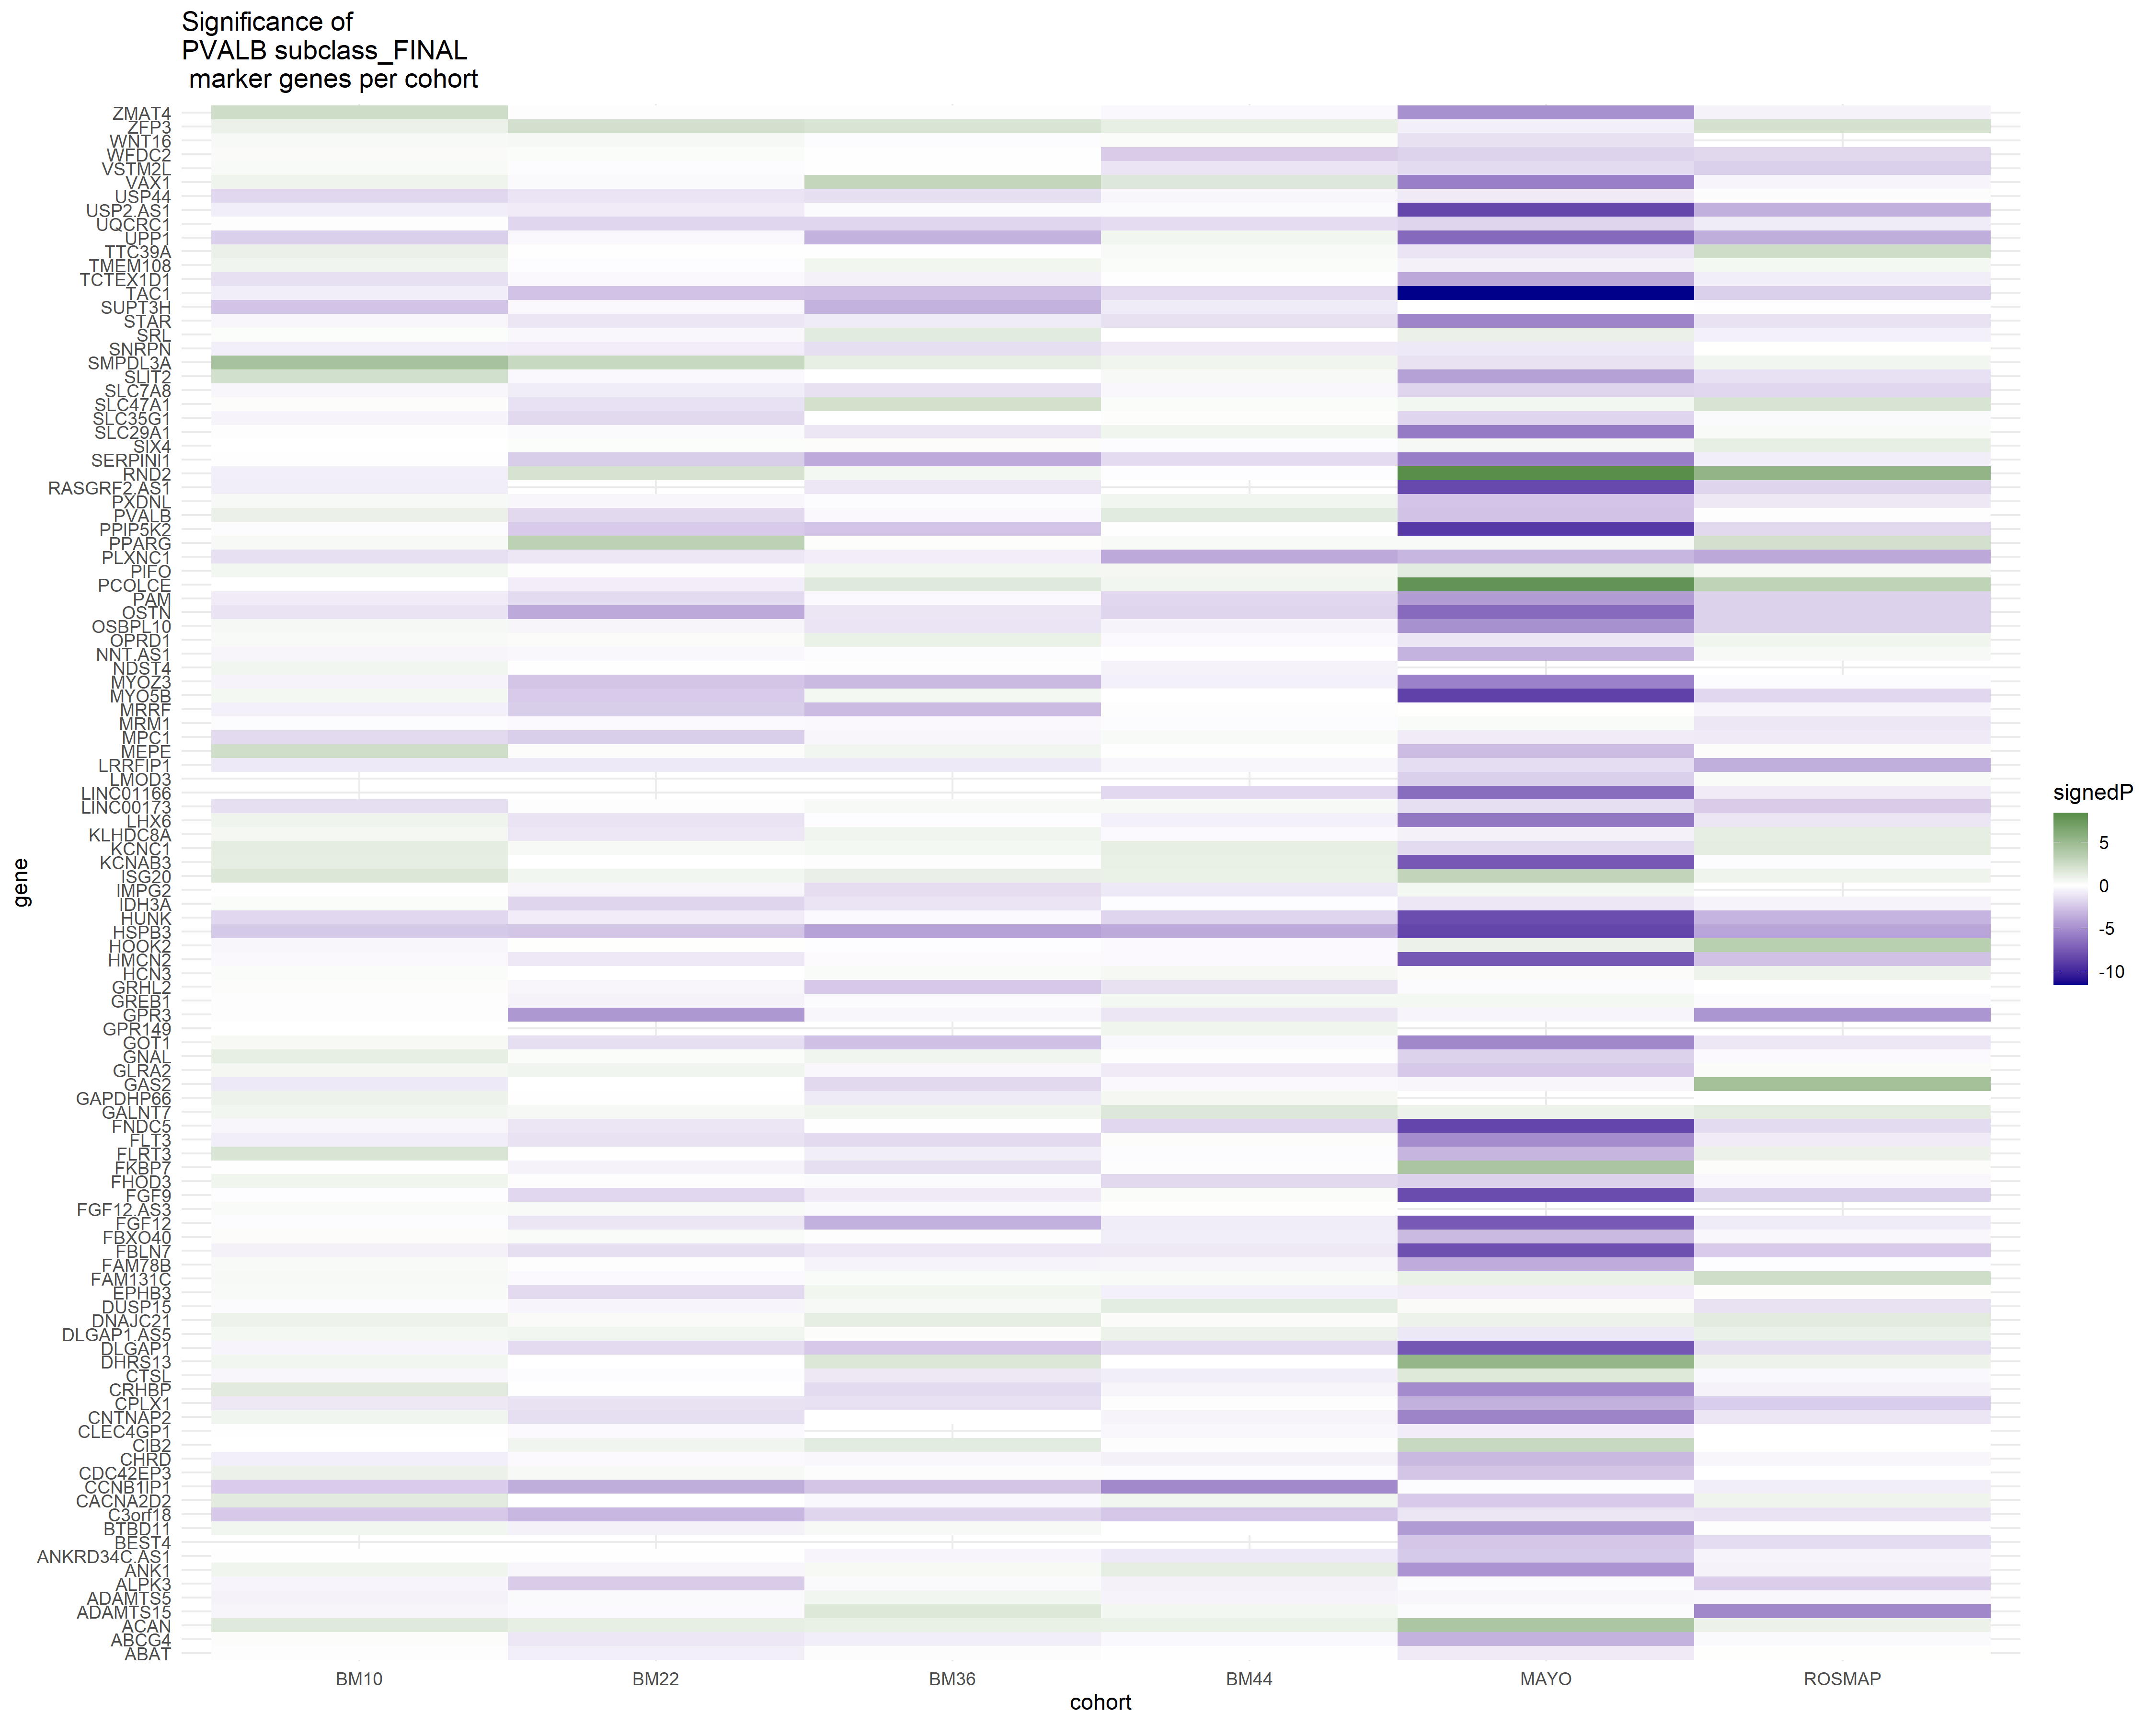 Significance of
PVALB subclass_FINAL
marker genes per cohort
ZMAT4
ZFP3
WNT16
WFDC2
VSTM2L
VAX1
USP44
USP2.AS1
UQCRC1
UPP1
TTC39A
TMEM108
TCTEX1D1
TAC1
SUPT3H
STAR
SRL
SNRPN
SMPDL3A
SLIT2
SLC7A8
SLC47A1
SLC35G1
SLC29A1
SIX4
SERPINI1
RND2
RASGRF2.AS1
PXDNL
PVALB
PPIP5K2
PPARG
PLXNC1
PIFO
PCOLCE
PAM
OSTN
OSBPL10
OPRD1
NNT.AS1
NDST4
MYOZ3
MYO5B
MRRF
MRM1
MPC1
MEPE
LRRFIP1
LMOD3
LINC01166
LINC00173
LHX6
KLHDC8A
KCNC1
KCNAB3
ISG20
IMPG2
IDH3A
HUNK
HSPB3
HOOK2
HMCN2
HCN3
GRHL2
GREB1
GPR3
GPR149
GOT1
GNAL
GLRA2
GAS2
GAPDHP66
GALNT7
FNDC5
FLT3
FLRT3
FKBP7
FHOD3
FGF9
FGF12.AS3
FGF12
FBXO40
FBLN7
FAM78B
FAM131C
EPHB3
DUSP15
DNAJC21
DLGAP1.AS5
DLGAP1
DHRS13
CTSL
CRHBP
CPLX1
CNTNAP2
CLEC4GP1
CIB2
CHRD
CDC42EP3
CCNB1IP1
CACNA2D2
C3orf18
BTBD11
BEST4
ANKRD34C.AS1
ANK1
ALPK3
ADAMTS5
ADAMTS15
ACAN
ABCG4
ABAT
gene
BM10 BM22 BM36 BM44 MAYO ROSMAP
cohort
signedP
5
0
-5
-10